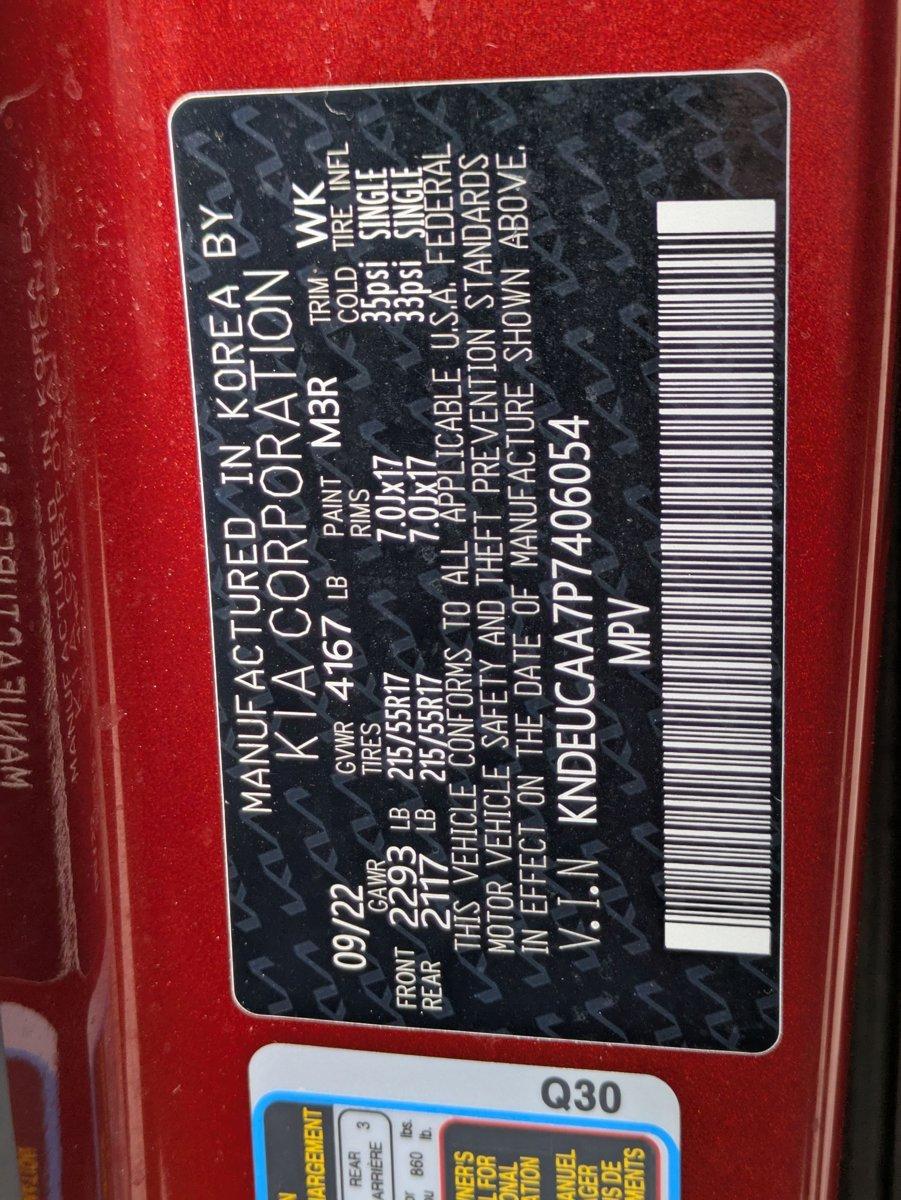 MANUFACTURED IN KOREA BY
KIA CORPORATION
09/22 GVWR 4167 LB PAINT M3R TRIM: WK
GAWR TIRES RIMS COLD TIRE INFL
FRONT 2293 LB 215/55R17 7.0Jx17 35psi SINGLE
REAR 2117 LB 215/55R17 7.0Jx17 33psi SINGLE
THIS VEHICLE CONFORMS TO ALL APPLICABLE U.S.A. FEDERAL
MOTOR VEHICLE SAFETY AND THEFT PREVENTION STANDARDS
IN EFFECT ON THE DATE OF MANUFACTURE SHOWN ABOVE.
V.I.N KNDEUCAA7P7406054
MPV
REAR 3
ARRIÈRE
860 lbs.
lb.
Q30